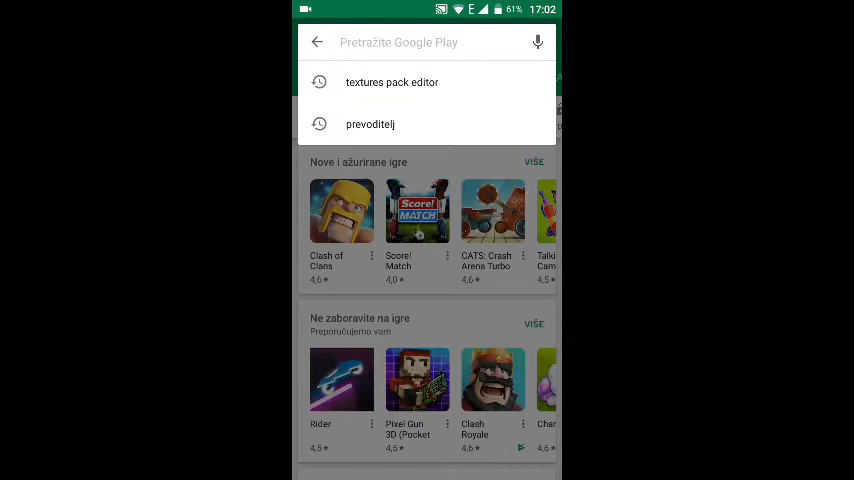 E 61% 17:02
Pretražite Google Play
textures pack editor
prevoditelj
Nove i ažurirane igre VIŠE
Score!
MATCH
Clash of
Clans
4,6★
Score!
Match
4,0★
CATS: Crash
Arena Turbo
4,6★
Talki
Cam
4,5★
Ne zaboravite na igre VIŠE
Preporučujemo vam
Rider
4,5★
Pixel Gun
3D (Pocket
4,5★
Clash
Royale
4,6★
Char
4,6★